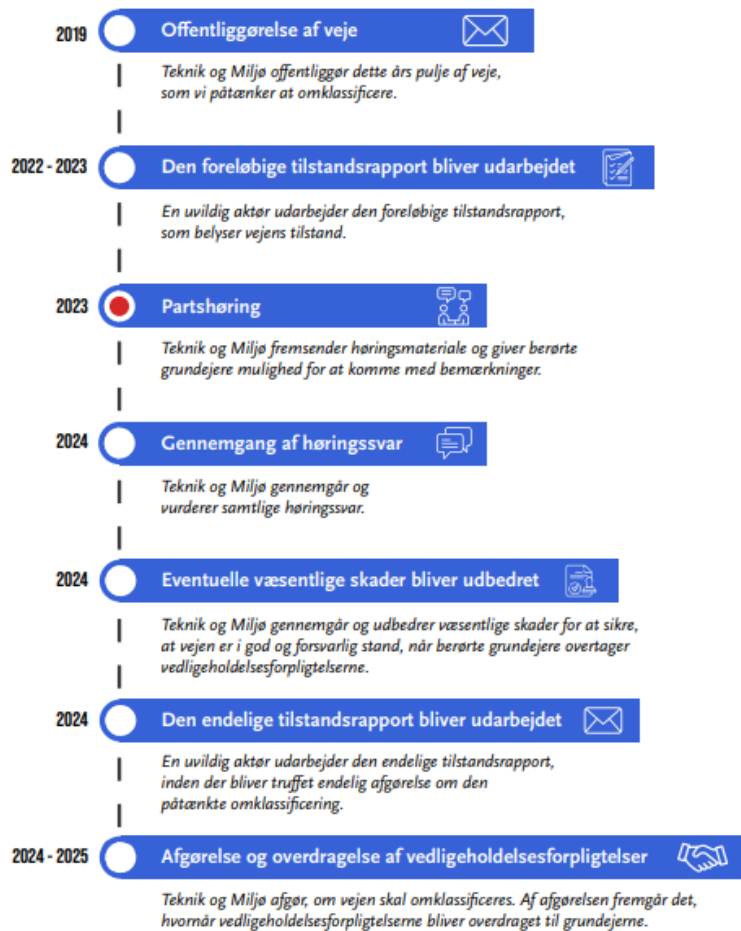 2019
Offentliggørelse af veje
Teknik og Miljø offentliggør dette års pulje af veje,
som vi påtænker at omklassificere.
2022 - 2023
Den foreløbige tilstandsrapport bliver udarbejdet
En uvildig aktør udarbejder den foreløbige tilstandsrapport,
som belyser vejens tilstand.
2023
Partshøring
Teknik og Miljø fremsender høringsmateriale og giver berørte
grundejere mulighed for at komme med bemærkninger.
2024
Gennemgang af høringssvar
Teknik og Miljø gennemgår og
vurderer samtlige høringssvar.
2024
Eventuelle væsentlige skader bliver udbedret
Teknik og Miljø gennemgår og udbedrer væsentlige skader for at sikre,
at vejen er i god og forsvarlig stand, når berørte grundejere overtager
vedligeholdelsesforpligtelserne.
2024
Den endelige tilstandsrapport bliver udarbejdet
En uvildig aktør udarbejder den endelige tilstandsrapport,
inden der bliver truffet endelig afgørelse om den
påtænkte omklassificering.
2024 - 2025
Afgørelse og overdragelse af vedligeholdelsesforpligtelser
Teknik og Miljø afgør, om vejen skal omklassificeres. Af afgørelsen fremgår det,
hvornår vedligeholdelsesforpligtelserne bliver overdraget til grundejerne.